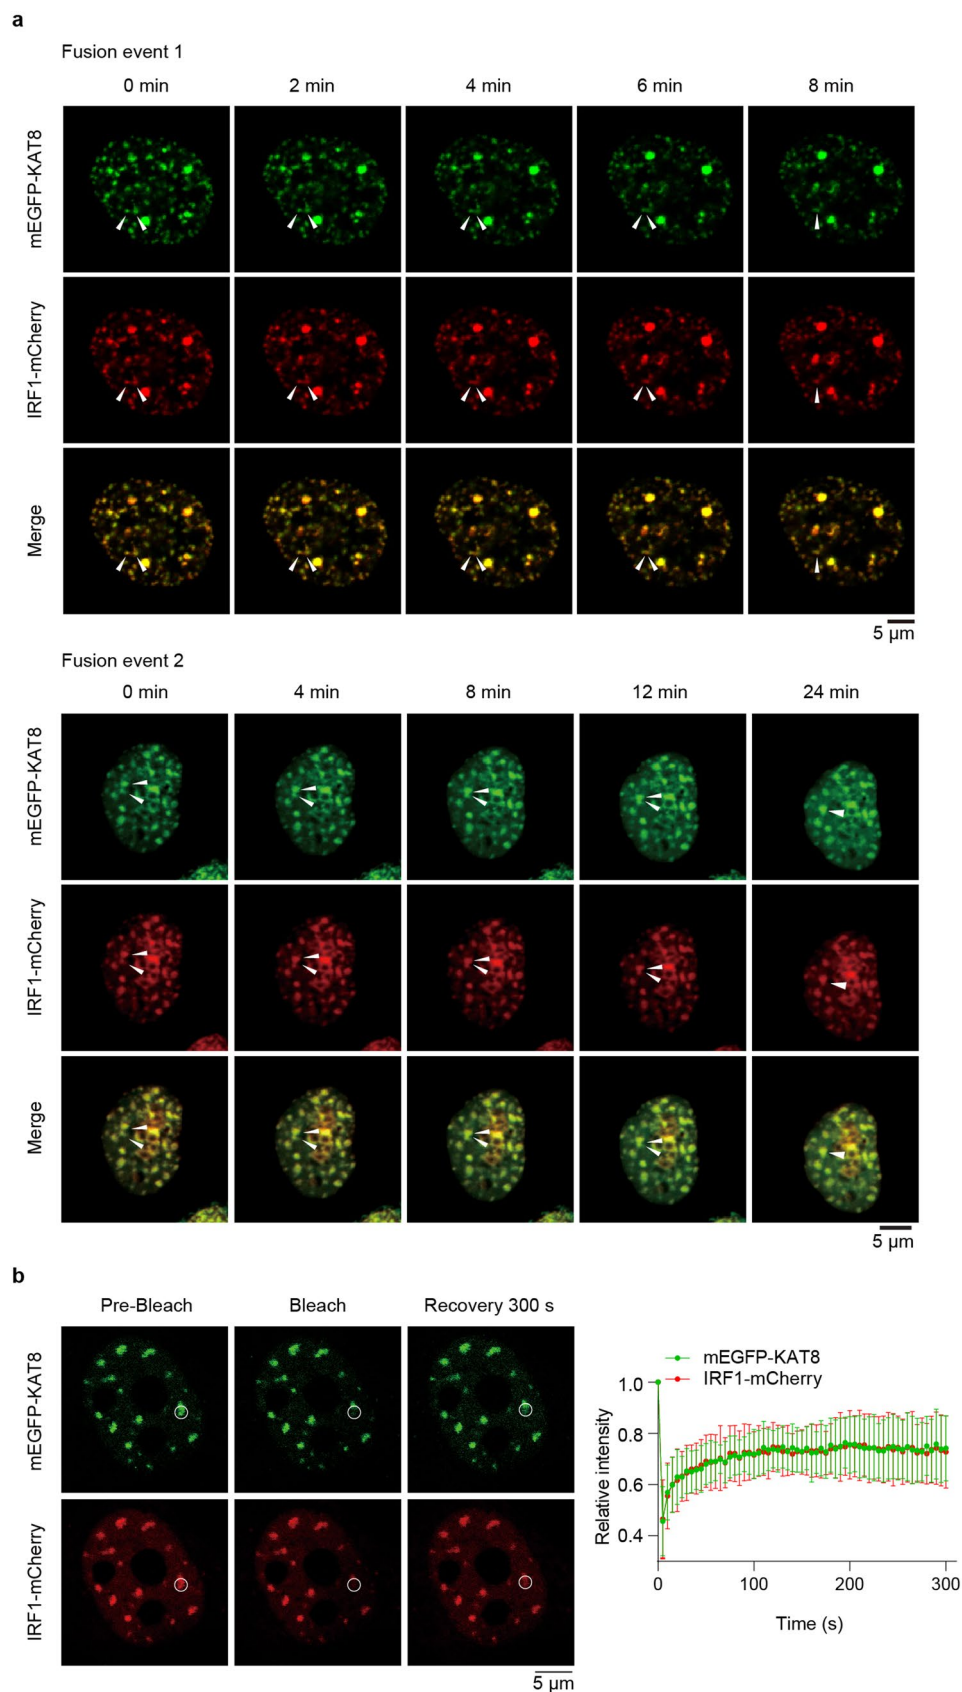 a
Fusion event 1
0 min 2 min 4 min 6 min 8 min
mEGFP-KAT8
IRF1-mCherry
Merge
5 µm
Fusion event 2
0 min 4 min 8 min 12 min 24 min
mEGFP-KAT8
IRF1-mCherry
Merge
5 µm
b
Pre-Bleach Bleach Recovery 300 s
mEGFP-KAT8
IRF1-mCherry
5 µm
mEGFP-KAT8
IRF1-mCherry
Relative intensity
1.0
0.8
0.6
0.4
0 100 200 300
Time (s)